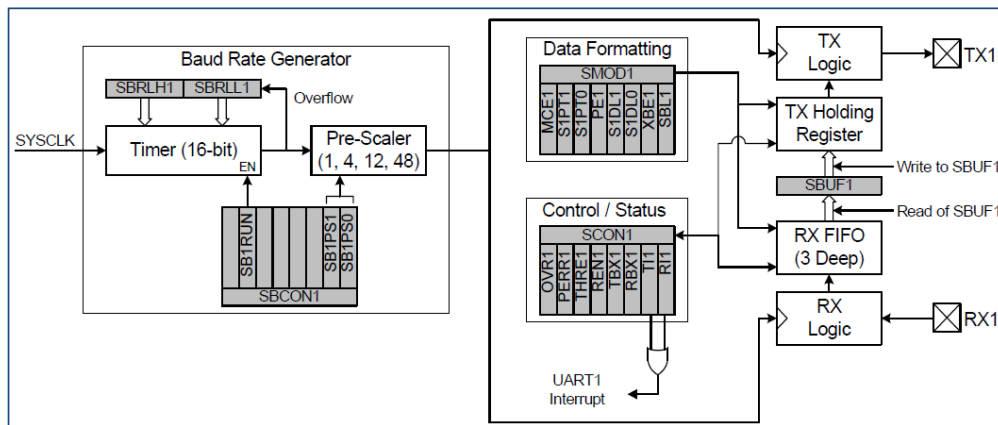 Baud Rate Generator
SBRLH1 SBRLL1
Overflow
SYSCLK
Timer (16-bit)
EN
Pre-Scaler
(1, 4, 12, 48)
SB1RUN
SB1PS1
SB1PS0
SBCON1
Data Formatting
SMOD1
MCE1
S1PT1
S1PT0
PE1
S1DL1
S1DL0
XBE1
SBL1
Control / Status
SCON1
OVR1
PERR1
THRE1
REN1
TBX1
RBX1
TI1
RI1
UART1
Interrupt
TX
Logic
TX1
TX Holding
Register
Write to SBUF1
SBUF1
Read of SBUF1
RX FIFO
(3 Deep)
RX
Logic
RX1